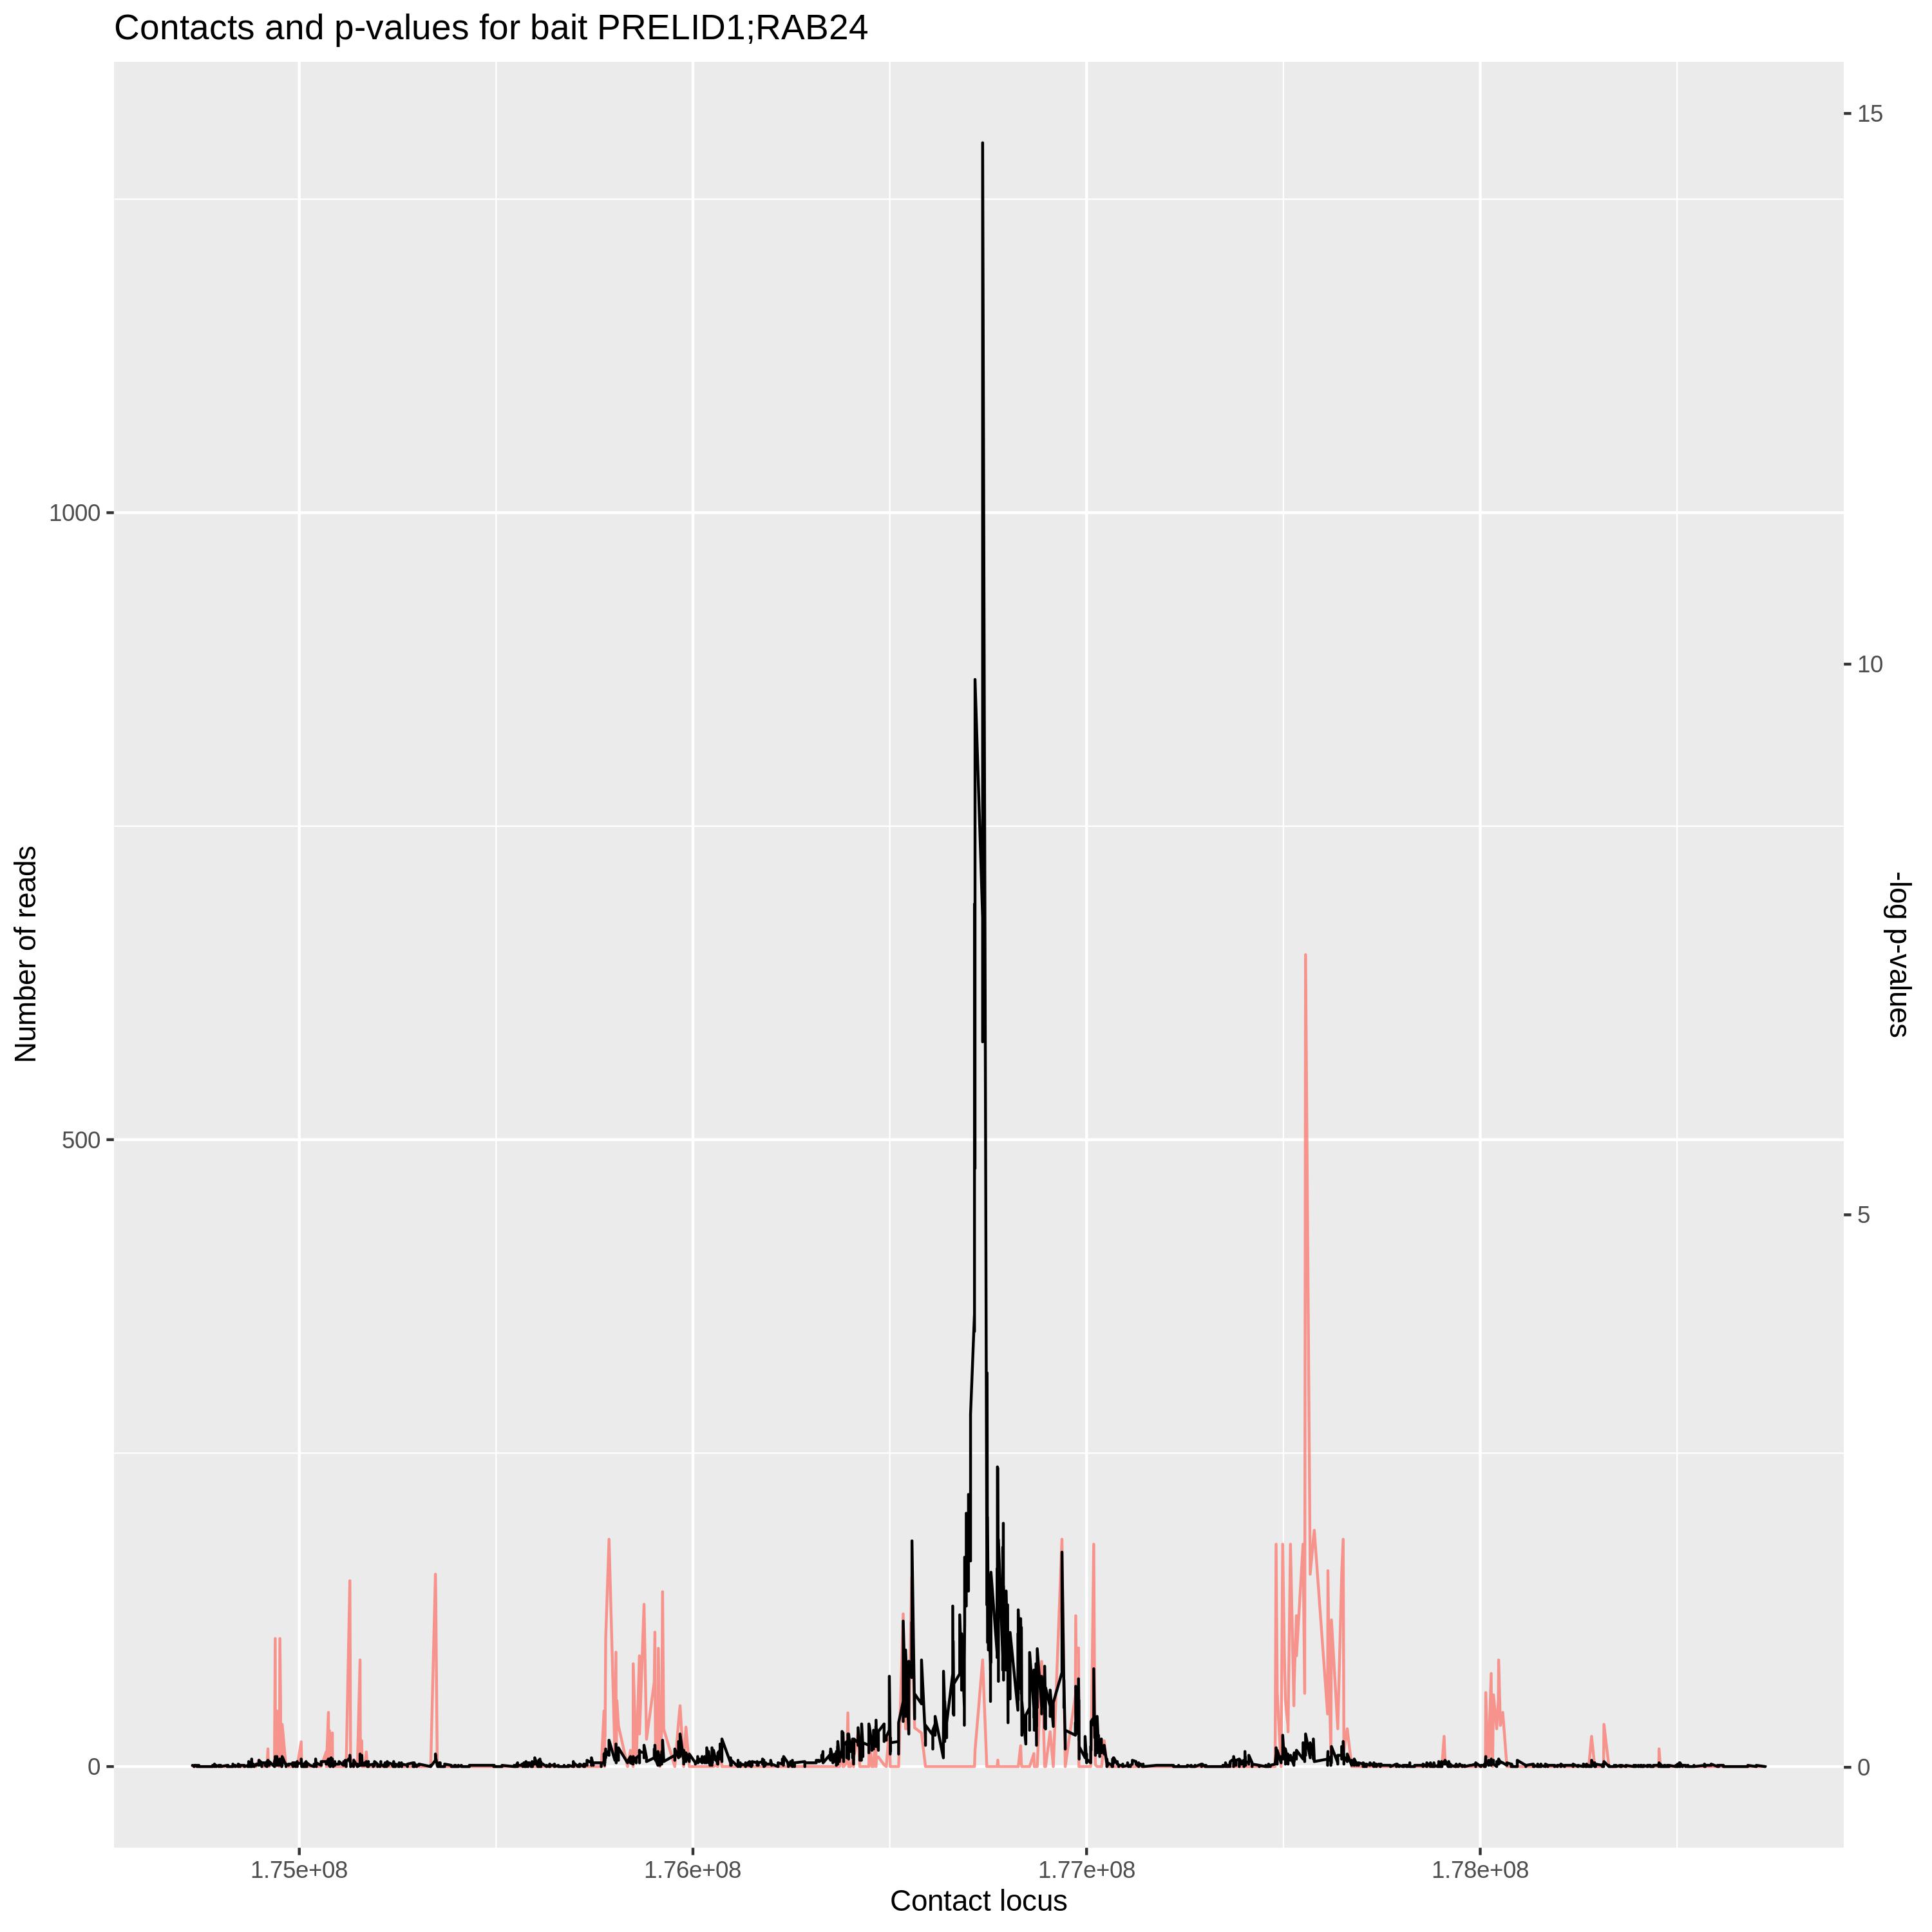 Contacts and p-values for bait PRELID1;RAB24
15
1000
10
Number of reads
-log p-values
500
5
0
0
1.75e+08
1.76e+08
1.77e+08
1.78e+08
Contact locus